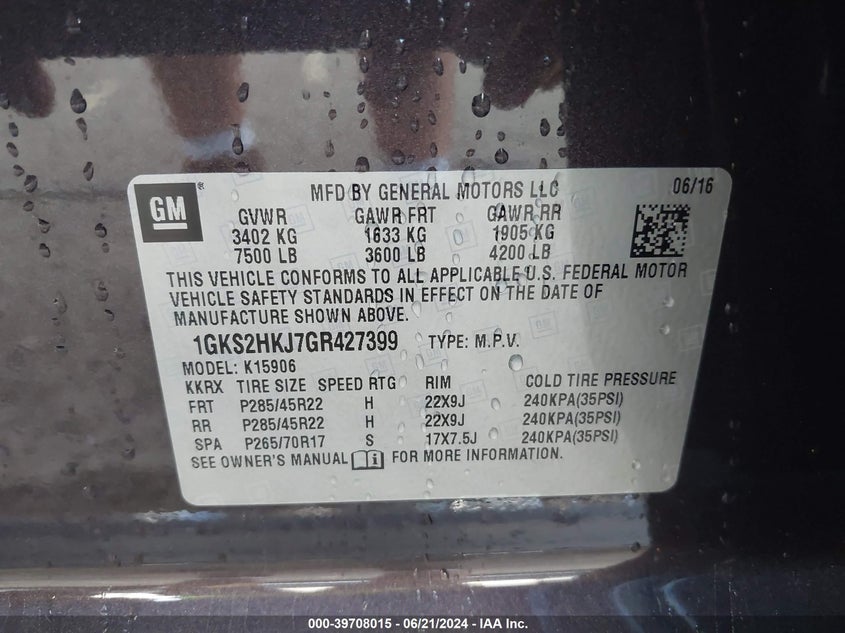 GM ® MFD BY GENERAL MOTORS LLC 06/16
GVWR GAWR FRT GAWR RR
3402 KG 1633 KG 1905 KG
7500 LB 3600 LB 4200 LB
THIS VEHICLE CONFORMS TO ALL APPLICABLE U.S. FEDERAL MOTOR
VEHICLE SAFETY STANDARDS IN EFFECT ON THE DATE OF
MANUFACTURE SHOWN ABOVE.
1GKS2HKJ7GR427399 TYPE: M.P.V.
MODEL: K15906
KKRX TIRE SIZE SPEED RTG RIM COLD TIRE PRESSURE
FRT P285/45R22 H 22X9J 240KPA(35PSI)
RR P285/45R22 H 22X9J 240KPA(35PSI)
SPA P265/70R17 S 17X7.5J 240KPA(35PSI)
SEE OWNER'S MANUAL FOR MORE INFORMATION.
000-39708015 - 06/21/2024 - IAA Inc.